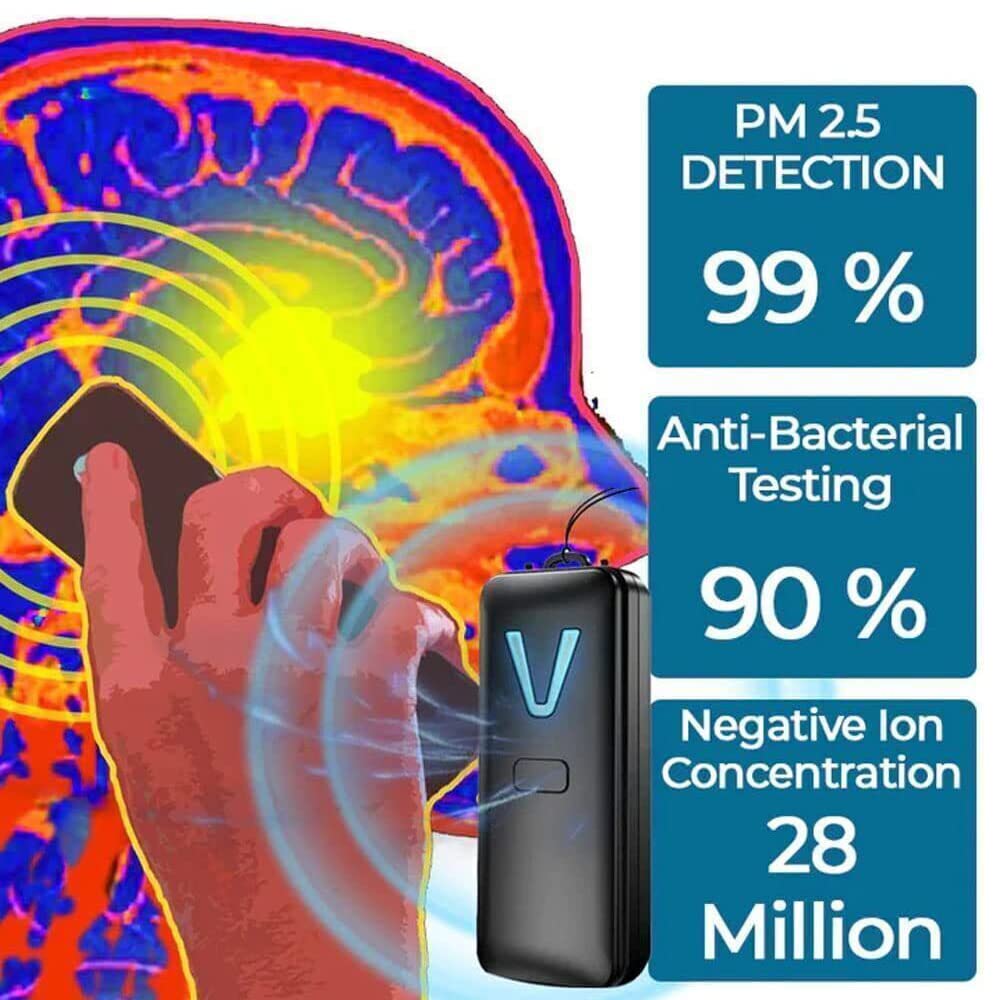 PM 2.5
DETECTION
99 %
Anti-Bacterial
Testing
90 %
Negative Ion
Concentration
28
Million
V